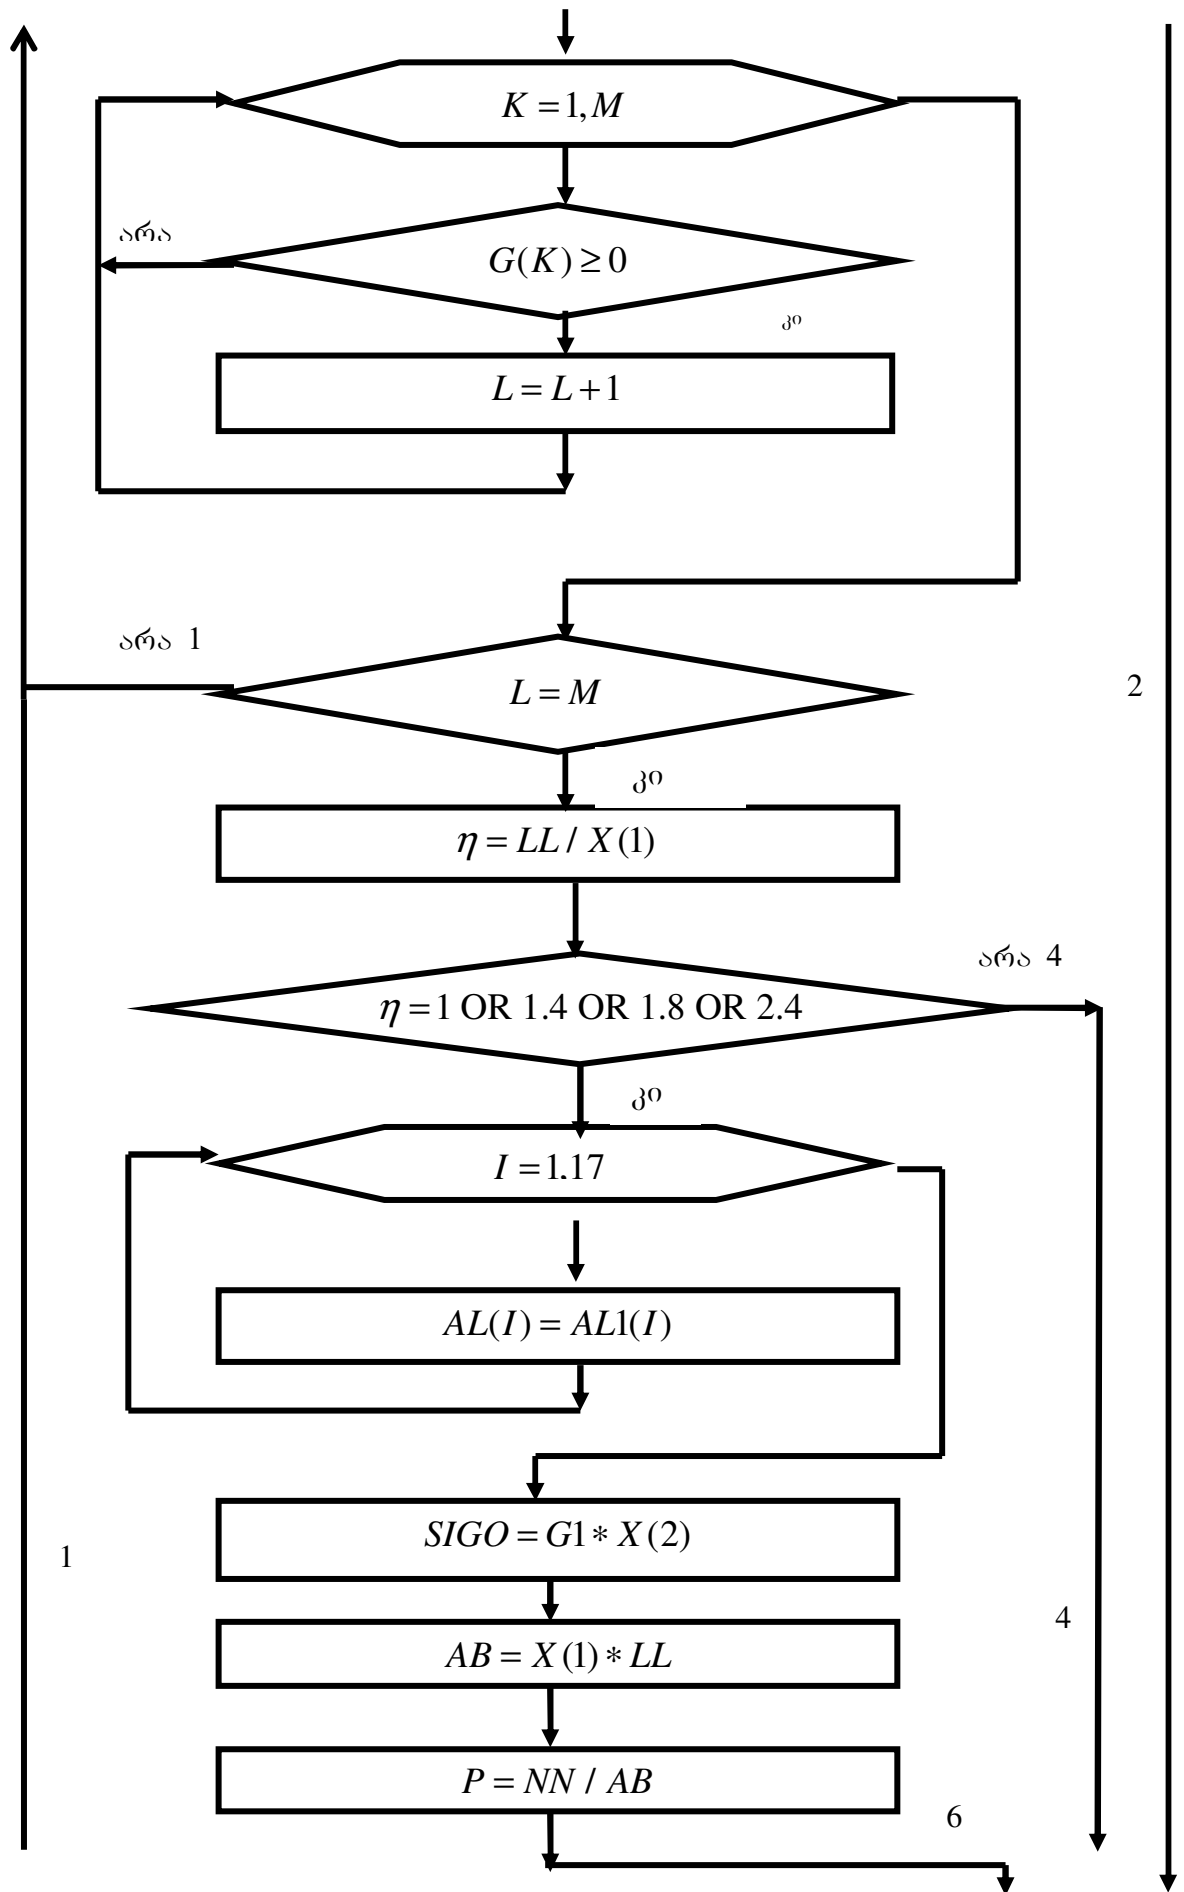 K = 1, M
არა
G(K) ≥ 0
კი
L = L + 1
არა 1
L = M
2
კი
η = LL / X(1)
არა 4
η = 1 OR 1.4 OR 1.8 OR 2.4
კი
I = 1,17
AL(I) = AL1(I)
SIGO = G1 * X(2)
1
4
AB = X(1) * LL
P = NN / AB
6